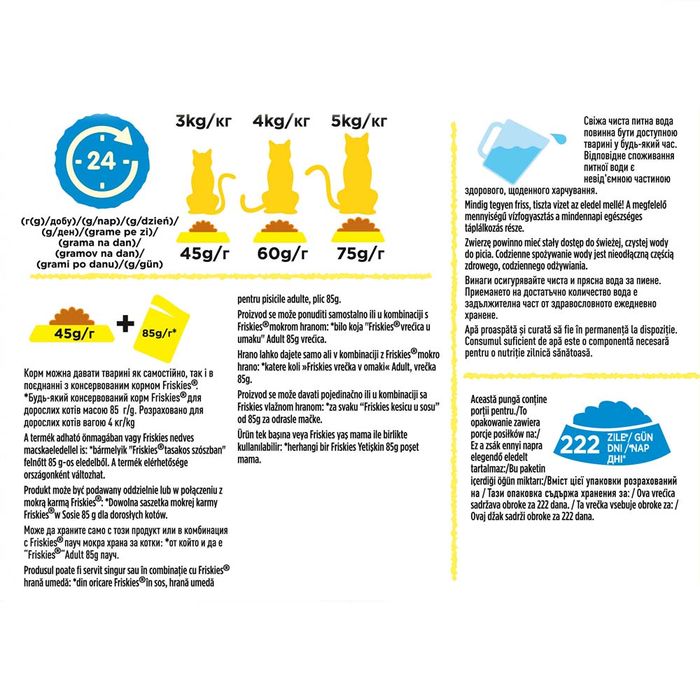 24
3kg/кг
4kg/кг
5kg/кг
(г(g)/добу)/(g/nap)/(g/dzień)/
(g/ден)/(grame pe zi)/
(grama na dan)/
(gramov na dan)/
(grami po danu)/(g/gün)
45g/г
60g/г
75g/г
45g/г
+
85g/г*
Корм можна давати тварині як самостійно, так і в
поєднанні з консервованим кормом Friskies®.
*Будь-який консервований корм Friskies® для
дорослих котів масою 85 г/g. Розраховано для
дорослих котів вагою 4 кг/kg
A termék adható önmagában vagy Friskies nedves
macskaeledellel is: *bármelyik "Friskies®tasakos szószban"
felnőtt 85 g-os eledelből. A termék elérhetősége
országonként változhat.
Produkt może być podawany oddzielnie lub w połączeniu z
mokrą karmą Friskies®: *Dowolna saszetka mokrej karmy
Friskies® w Sosie 85 g dla dorosłych kotów.
Може да храните само с този продукт или в комбинация
с Friskies® пауч мокра храна за котки: *от който и да е
“Friskies®“Adult 85g пауч.
Produsul poate fi servit singur sau în combinație cu Friskies®
hrană umedă: *din oricare Friskies® în sos, hrană umedă
pentru pisicile adulte, plic 85g.
Proizvod se može ponuditi samostalno ili u kombinaciji s
Friskies®mokrom hranom: *bilo koja "Friskies®vrećica u
umaku" Adult 85g vrećica.
Hrano lahko dajete samo ali v kombinaciji z Friskies®mokro
hrano: *katere koli »Friskies vrečka v omaki« Adult, vrečka
85g.
Proizvod se može davati pojedinačno ili u kombinaciji sa
Friskies vlažnom hranom: *za svaku “Friskies kesicu u sosu”
od 85g za odrasle mačke.
Ürün tek başına veya Friskies yaş mama ile birlikte
kullanılabilir: *herhangi bir Friskies Yetişkin 85g poşet
mama.
Свіжа чиста питна вода
повинна бути доступною
тварині у будь-який час.
Відповідне споживання
питної води є
невід’ємною частиною
здорового, щоденного харчування.
Mindig tegyen friss, tiszta vizet az eledel mellé! A megfelelő
mennyiségű vízfogyasztás a mindennapi egészséges
táplálkozás része.
Zwierzę powinno mieć stały dostęp do świeżej, czystej wody
do picia. Codzienne spożywanie wody jest nieodłączną częścią
zdrowego, codziennego odżywiania.
Винаги осигурявайте чиста и прясна вода за пиене.
Приемането на достатъчно количество вода е
задължителна част от здравословното ежедневно
хранене.
Apă proaspătă și curată să fie în permanență la dispoziție.
Consumul suficient de apă este o componentă necesară
pentru o nutriție zilnică sănătoasă.
Această pungă conține
porții pentru:/To
opakowanie zawiera
porcje posiłków na:/
Ez a zsák ennyi napra
elegendő eledelt
tartalmaz:/Bu paketin
içerdiği öğün miktarı:/Вміст цієї упаковки розрахований
на / Тази опаковка съдържа хранения за: / Ova vrećica
sadržava obroke za 222 dana. / Ta vrečka vsebuje obroke za: /
Ovaj džak sadrži obroke za 222 dana.
222
ZILE*/ GÜN
DNI /*NAP
ДНІ*